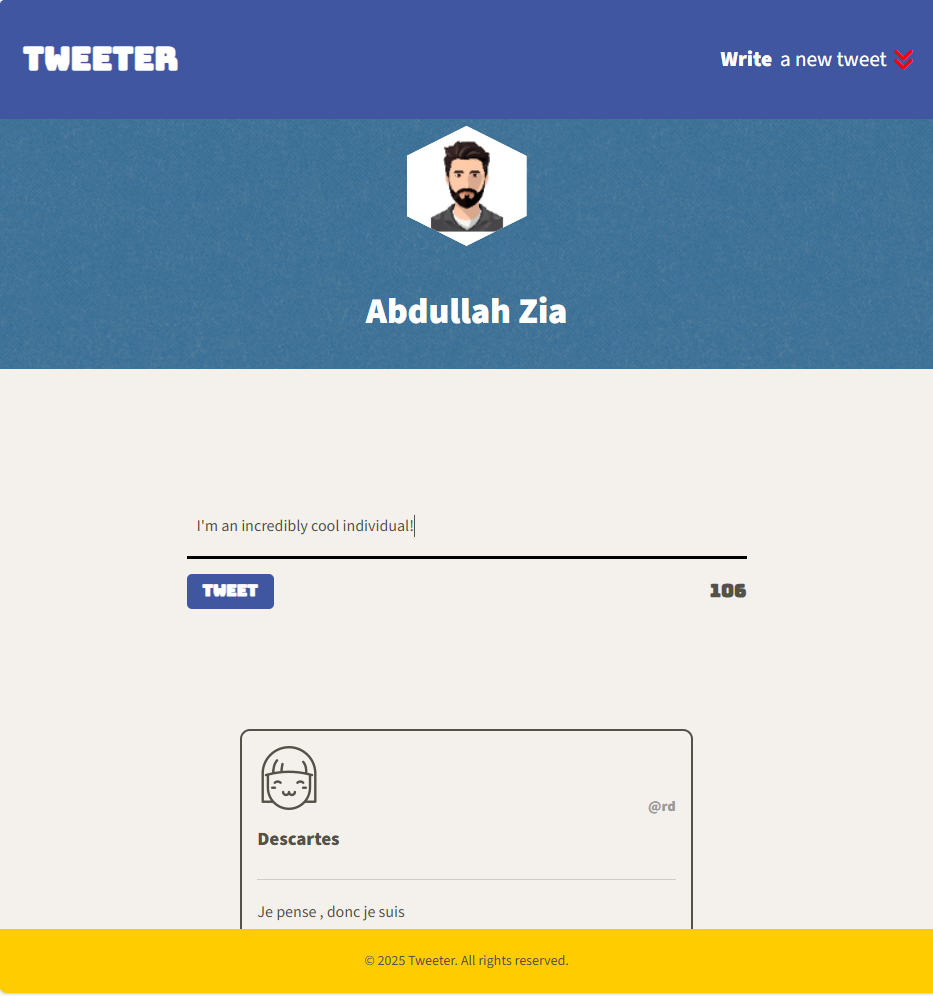 TWEETER
Write a new tweet
Abdullah Zia
I'm an incredibly cool individual!
TWEET
106
@rd
Descartes
Je pense , donc je suis
© 2025 Tweeter. All rights reserved.